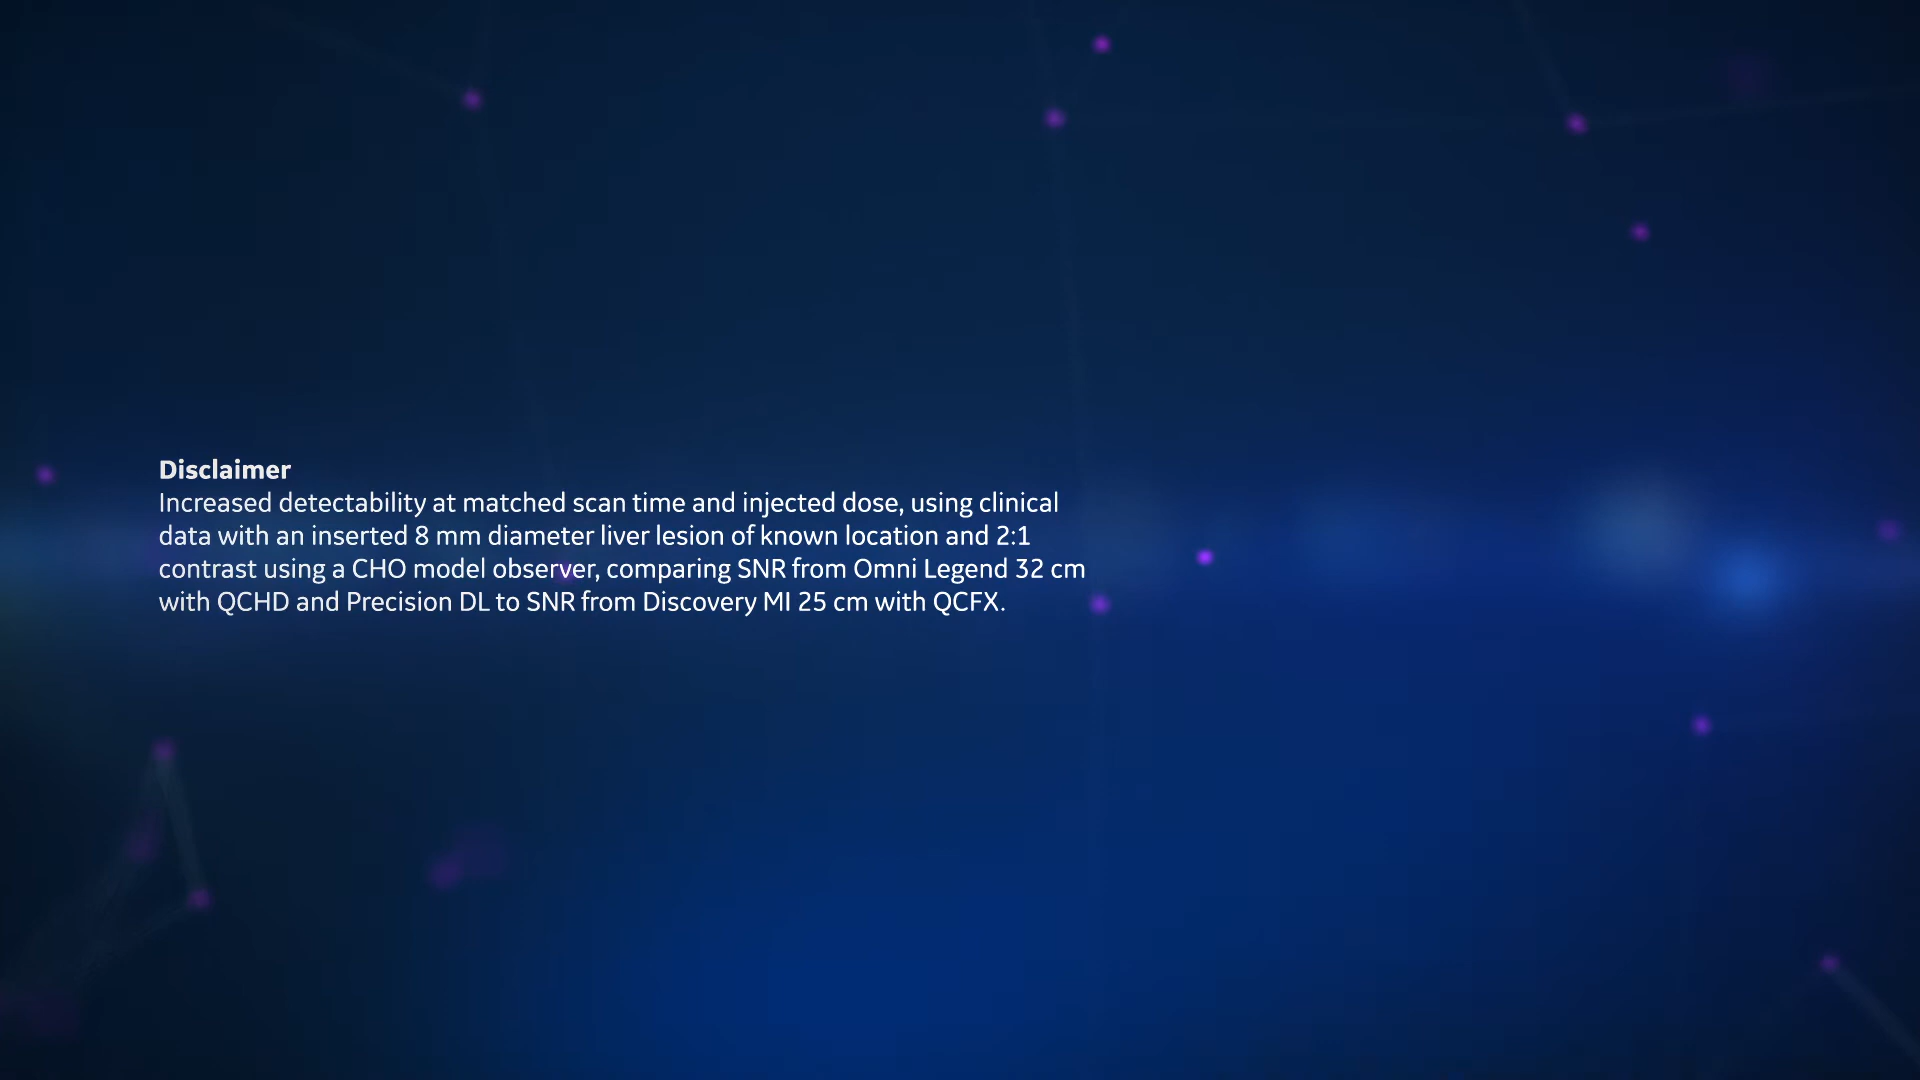 Disclaimer
Increased detectability at matched scan time and injected dose, using clinical
data with an inserted 8 mm diameter liver lesion of known location and 2:1
contrast using a CHO model observer, comparing SNR from Omni Legend 32 cm
with QCHD and Precision DL to SNR from Discovery MI 25 cm with QCFX.